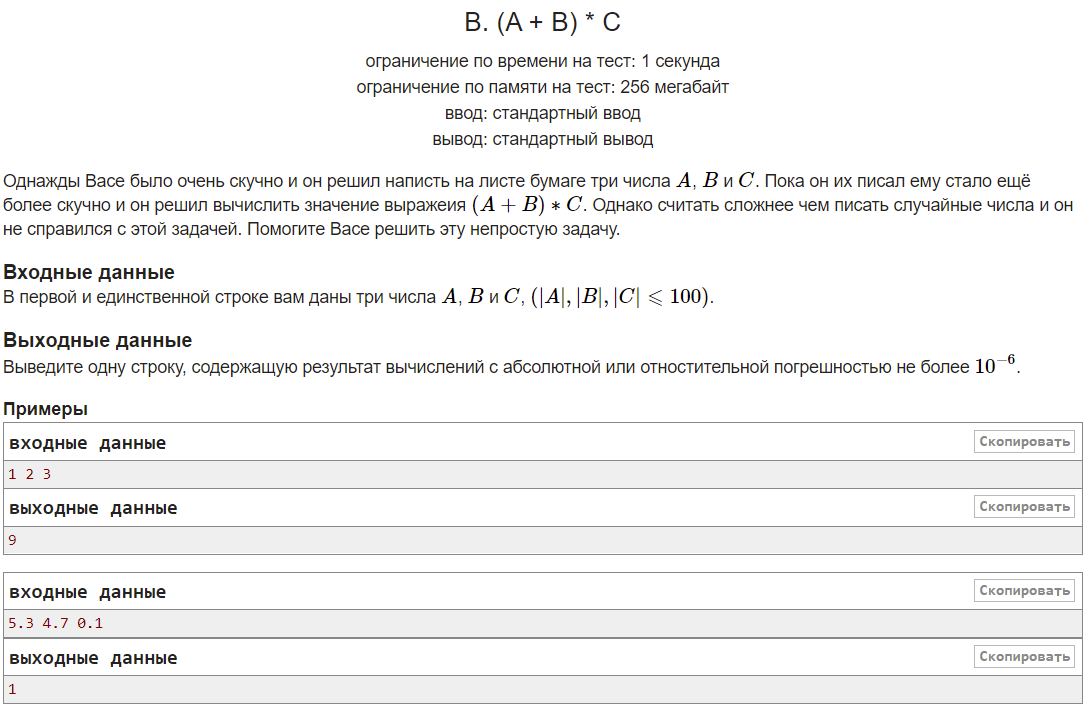 B. (A + B) * C
ограничение по времени на тест: 1 секунда
ограничение по памяти на тест: 256 мегабайт
ввод: стандартный ввод
вывод: стандартный вывод
Однажды Васе было очень скучно и он решил напиcть на листе бумаге три числа A, B и C. Пока он их писал ему стало ещё
более скучно и он решил вычислить значение выражеия (A + B) * C. Однако считать сложнее чем писать случайные числа и он
не справился с этой задачей. Помогите Васе решить эту непростую задачу.
Входные данные
В первой и единственной строке вам даны три числа A, B и C, (|A|, |B|, |C| ⩽ 100).
Выходные данные
Выведите одну строку, содержащую результат вычислений с абсолютной или отностительной погрешностью не более 10⁻⁶.
Примеры
входные данные
Скопировать
1 2 3
выходные данные
Скопировать
9
входные данные
Скопировать
5.3 4.7 0.1
выходные данные
Скопировать
1